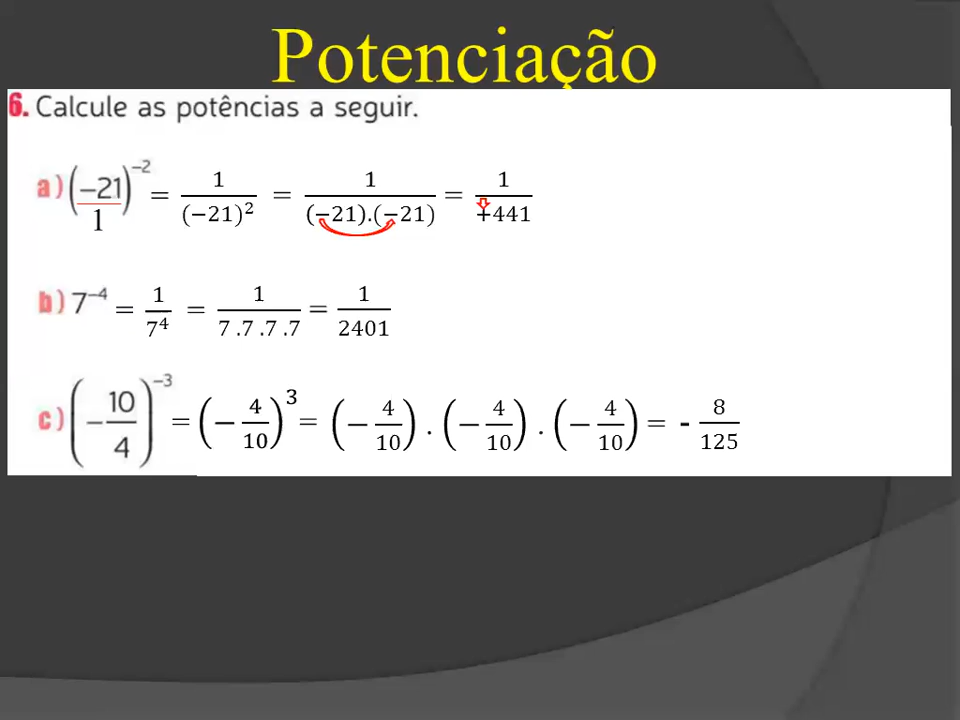 Potenciação
6. Calcule as potências a seguir.
a) (−21/1)⁻² = 1/(−21)² = 1/(−21).(−21) = 1/+441
b) 7⁻⁴ = 1/7⁴ = 1/7 .7 .7 .7 = 1/2401
c) (−10/4)⁻³ = (−4/10)³ = (−4/10) . (−4/10) . (−4/10) = - 8/125